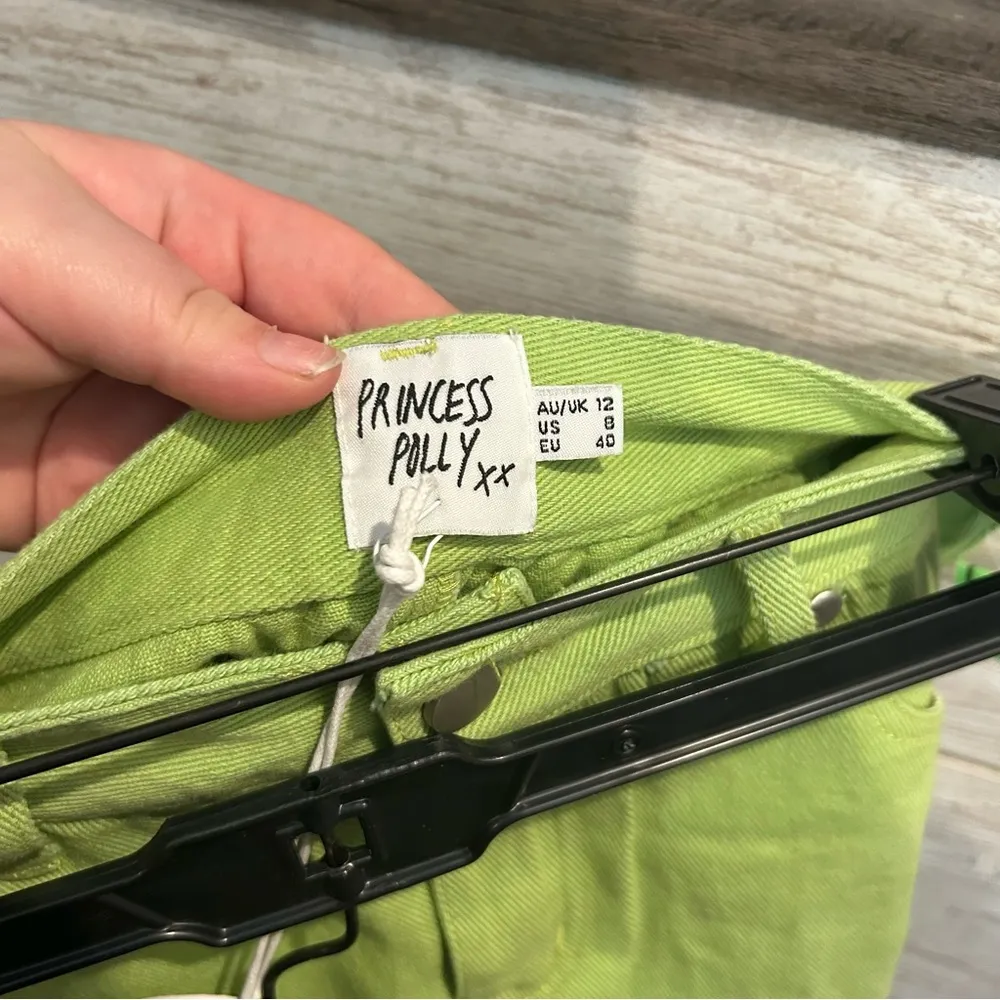 PRINCESS
POLLY xx
AU/UK 12
US 8
EU 40